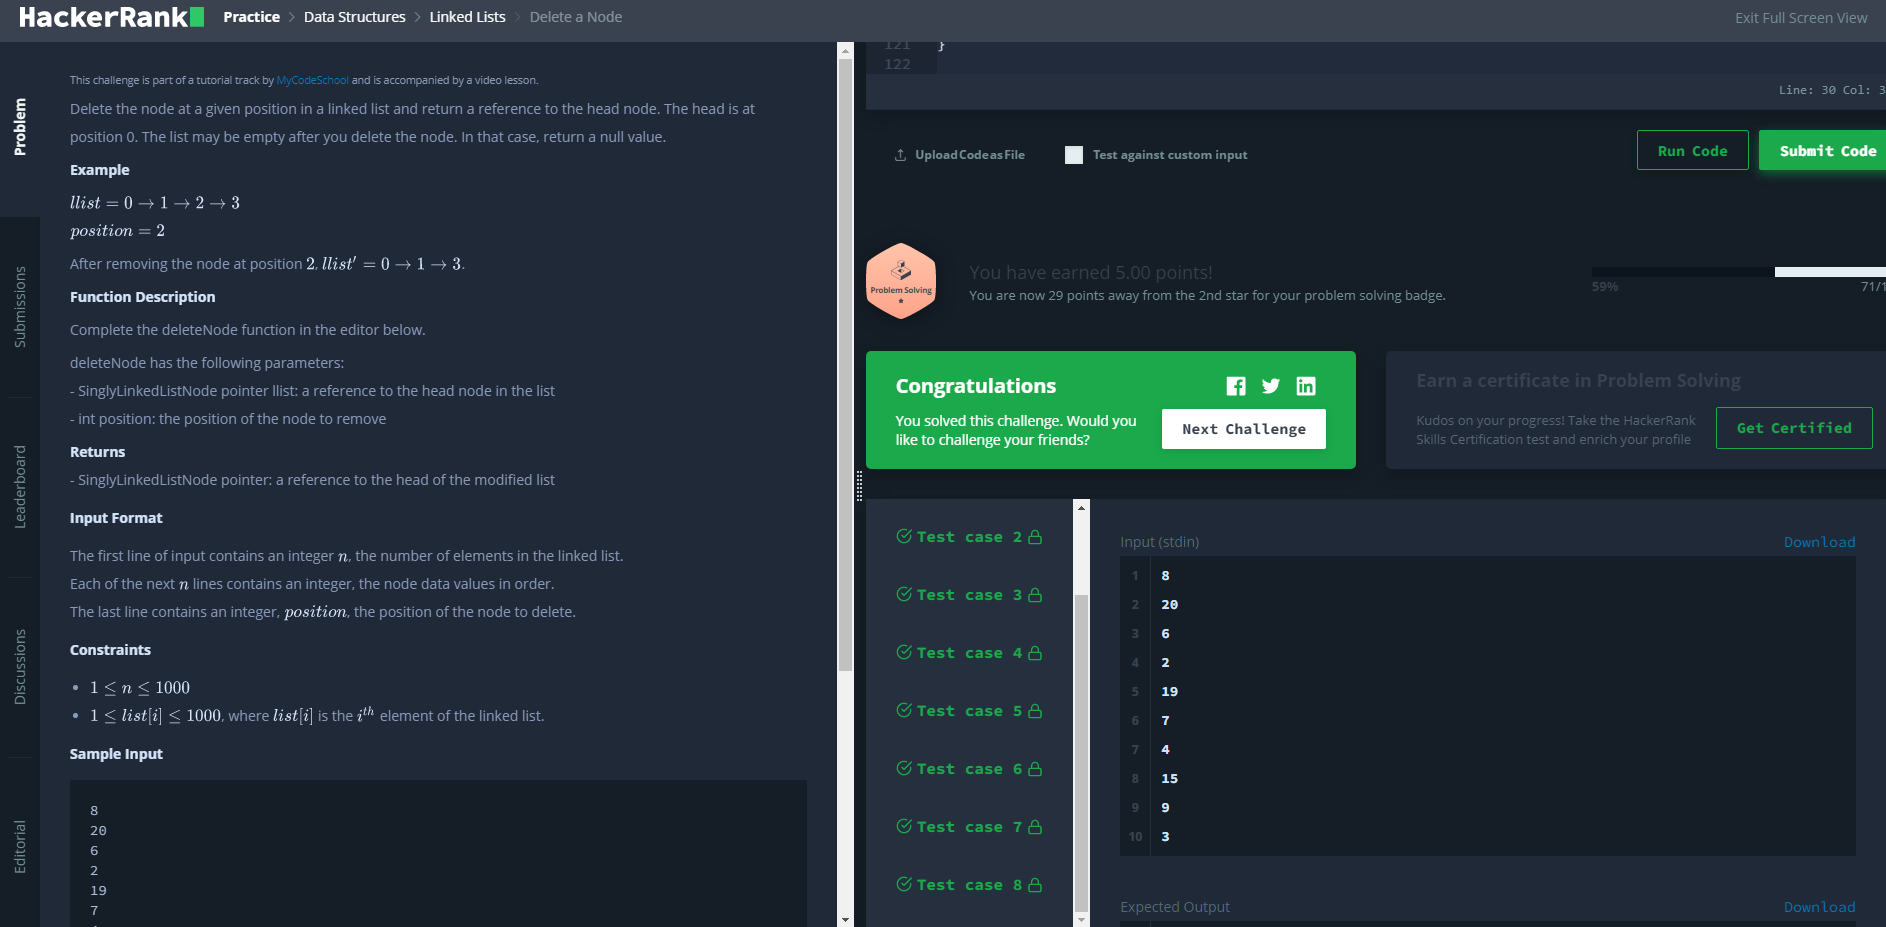 HackerRank
Practice > Data Structures > Linked Lists > Delete a Node
Exit Full Screen View
Problem
Submissions
Leaderboard
Discussions
Editorial
This challenge is part of a tutorial track by MyCodeSchool and is accompanied by a video lesson.
Delete the node at a given position in a linked list and return a reference to the head node. The head is at
position 0. The list may be empty after you delete the node. In that case, return a null value.
Example
llist = 0 → 1 → 2 → 3
position = 2
After removing the node at position 2, llist′ = 0 → 1 → 3.
Function Description
Complete the deleteNode function in the editor below.
deleteNode has the following parameters:
- SinglyLinkedListNode pointer llist: a reference to the head node in the list
- int position: the position of the node to remove
Returns
- SinglyLinkedListNode pointer: a reference to the head of the modified list
Input Format
The first line of input contains an integer n, the number of elements in the linked list.
Each of the next n lines contains an integer, the node data values in order.
The last line contains an integer, position, the position of the node to delete.
Constraints
• 1 ≤ n ≤ 1000
• 1 ≤ list[i] ≤ 1000, where list[i] is the i^th element of the linked list.
Sample Input
8
20
6
2
19
7
121 }
122
Line: 30 Col: 3
Upload Code as File
Test against custom input
Run Code
Submit Code
Problem Solving
You have earned 5.00 points!
You are now 29 points away from the 2nd star for your problem solving badge.
59%
71/1
Congratulations
You solved this challenge. Would you
like to challenge your friends?
Next Challenge
Earn a certificate in Problem Solving
Kudos on your progress! Take the HackerRank
Skills Certification test and enrich your profile
Get Certified
Test case 2
Test case 3
Test case 4
Test case 5
Test case 6
Test case 7
Test case 8
Input (stdin)
Download
1 8
2 20
3 6
4 2
5 19
6 7
7 4
8 15
9 9
10 3
Expected Output
Download